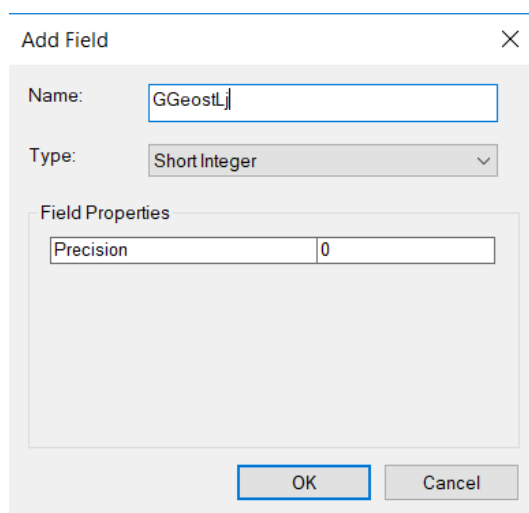 Add Field
Name: GGeostLj
Type: Short Integer
Field Properties
Precision 0
OK Cancel